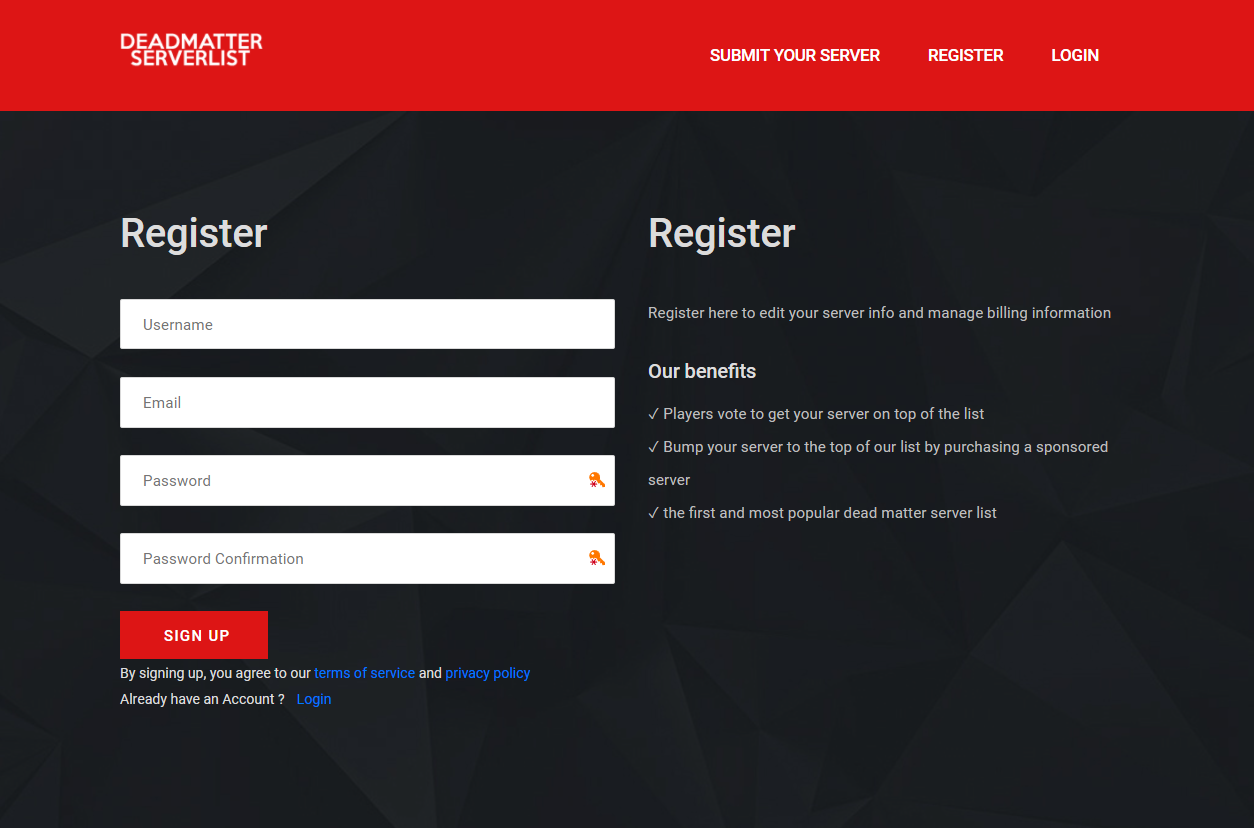 DEADMATTER
SERVERLIST
SUBMIT YOUR SERVER
REGISTER
LOGIN
Register
Username
Email
Password
Password Confirmation
SIGN UP
By signing up, you agree to our terms of service and privacy policy
Already have an Account ? Login
Register
Register here to edit your server info and manage billing information
Our benefits
✓ Players vote to get your server on top of the list
✓ Bump your server to the top of our list by purchasing a sponsored
server
✓ the first and most popular dead matter server list